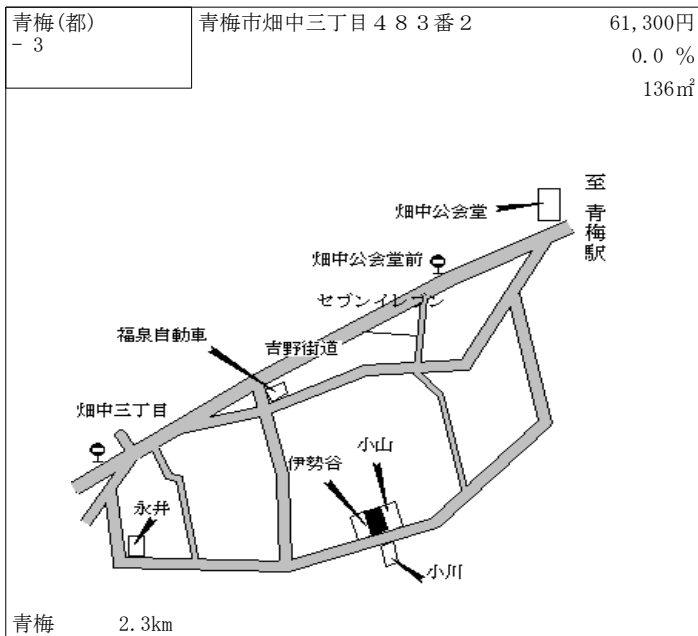 青梅(都)
- 3
青梅市畑中三丁目４８３番２
61,300円
0.0 %
136㎡
至 青梅駅
畑中公会堂
畑中公会堂前
セブンイレブン
福泉自動車
吉野街道
畑中三丁目
小山
伊勢谷
永井
小川
青梅 2.3km